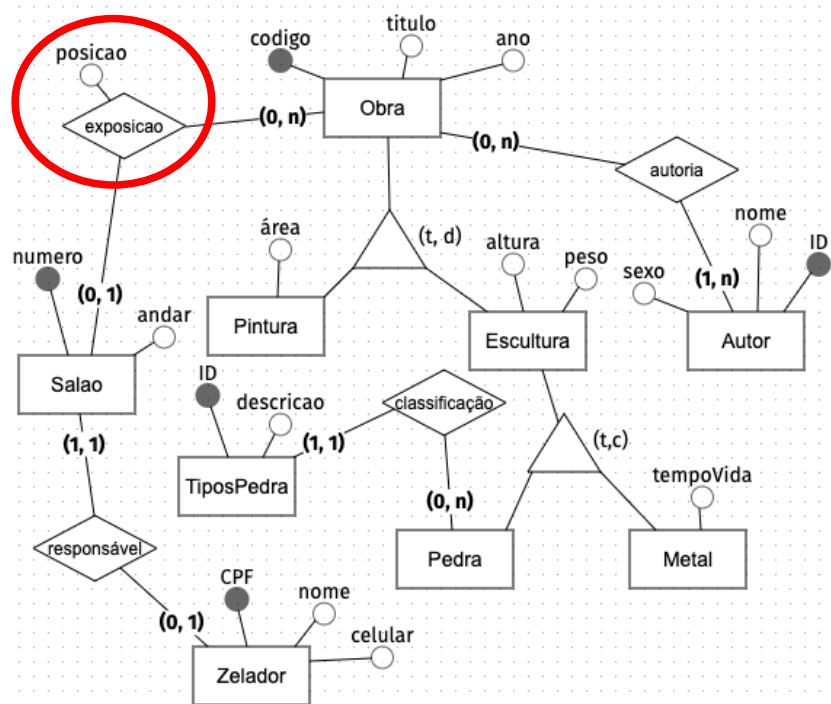 titulo
codigo
ano
posicao
Obra
(0, n)
exposicao
(0, n)
autoria
nome
área
(t, d)
altura
ID
numero
peso
sexo
(1, n)
(0, 1)
andar
Pintura
Escultura
Autor
ID
Salao
descricao
classificação
(1, 1)
(1, 1)
(t,c)
tempoVida
TiposPedra
(0, n)
responsável
Pedra
Metal
CPF
nome
(0, 1)
celular
Zelador